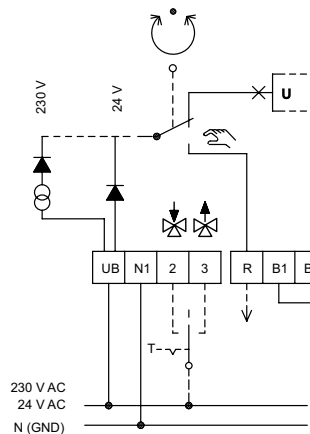 230 V
24 V
U
UB N1 2 3 R B1 B
T
230 V AC
24 V AC
N (GND)